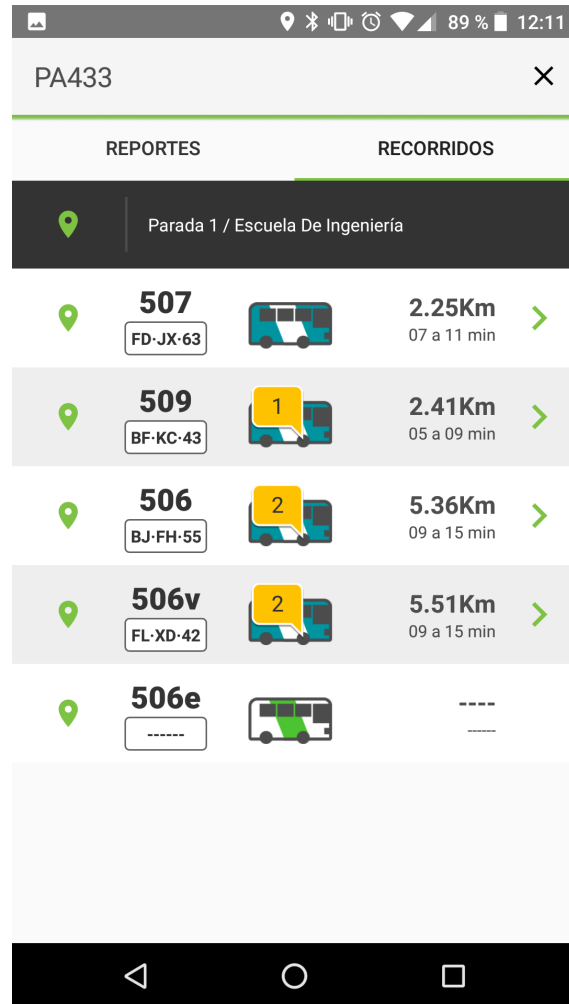 89 % 12:11
PA433
REPORTES RECORRIDOS
Parada 1 / Escuela De Ingeniería
507 2.25Km
FD·JX·63 07 a 11 min
509 1 2.41Km
BF·KC·43 05 a 09 min
506 2 5.36Km
BJ·FH·55 09 a 15 min
506v 2 5.51Km
FL·XD·42 09 a 15 min
506e ----
------ ------